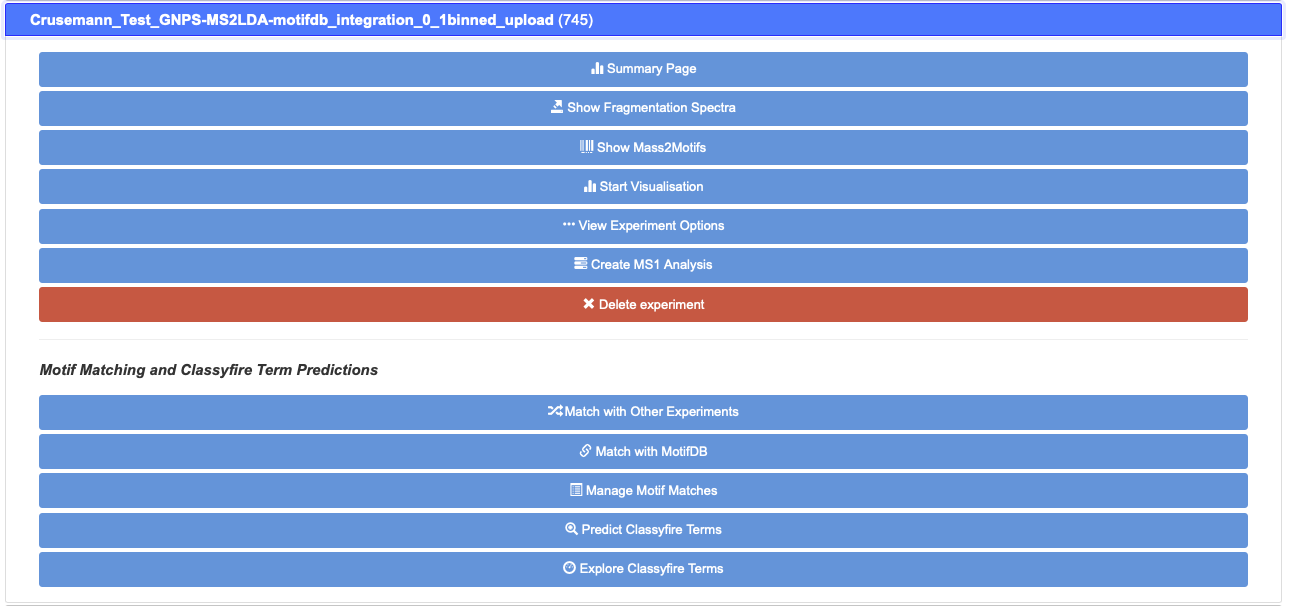 Crusemann_Test_GNPS-MS2LDA-motifdb_integration_0_1binned_upload (745)
Summary Page
Show Fragmentation Spectra
Show Mass2Motifs
Start Visualisation
View Experiment Options
Create MS1 Analysis
Delete experiment
Motif Matching and Classyfire Term Predictions
Match with Other Experiments
Match with MotifDB
Manage Motif Matches
Predict Classyfire Terms
Explore Classyfire Terms